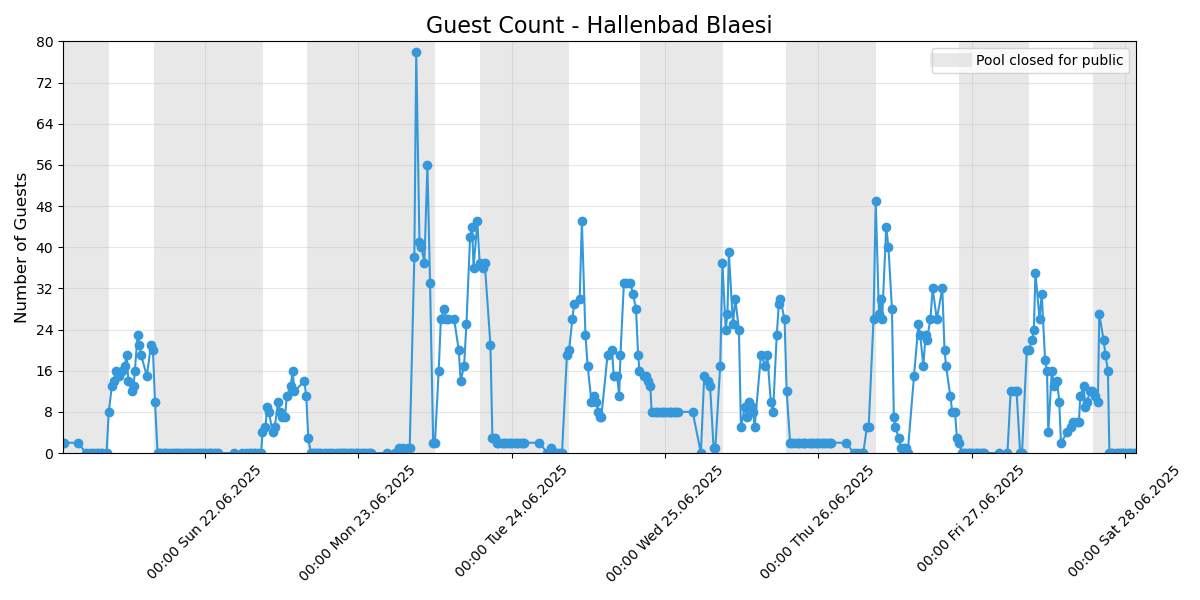 Guest Count - Hallenbad Blaesi
Number of Guests
80
72
64
56
48
40
32
24
16
8
0
Pool closed for public
00:00 Sun 22.06.2025
00:00 Mon 23.06.2025
00:00 Tue 24.06.2025
00:00 Wed 25.06.2025
00:00 Thu 26.06.2025
00:00 Fri 27.06.2025
00:00 Sat 28.06.2025